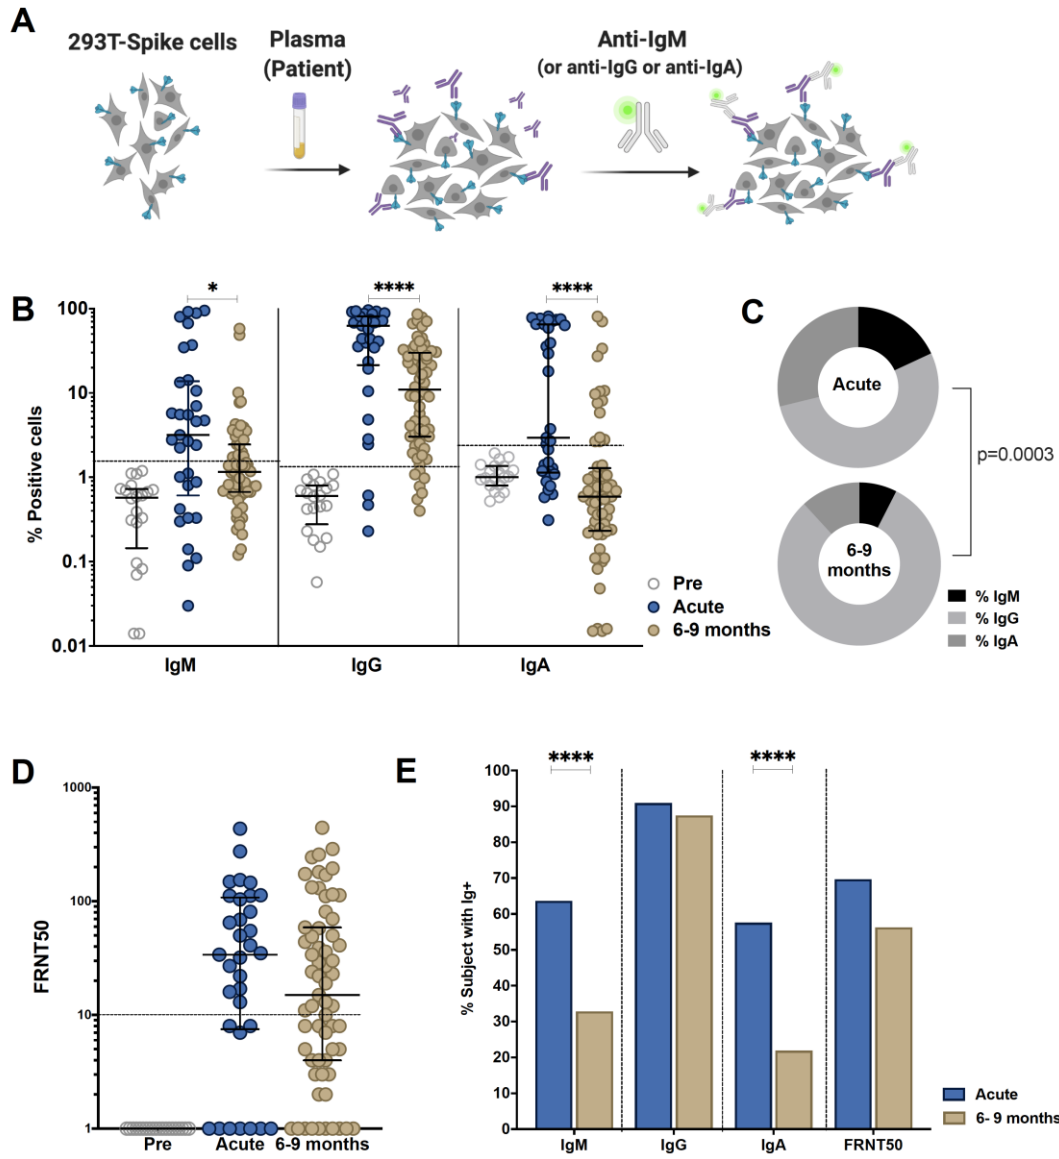 A
293T-Spike cells
Plasma
(Patient)
Anti-IgM
(or anti-IgG or anti-IgA)
B
% Positive cells
100
10
1
0.1
0.01
*
****
****
IgM
IgG
IgA
Pre
Acute
6-9 months
C
Acute
6-9
months
p=0.0003
% IgM
% IgG
% IgA
D
FRNT50
1000
100
10
1
Pre
Acute
6-9 months
E
% Subject with Ig+
100
90
80
70
60
50
40
30
20
10
0
****
****
IgM
IgG
IgA
FRNT50
Acute
6- 9 months